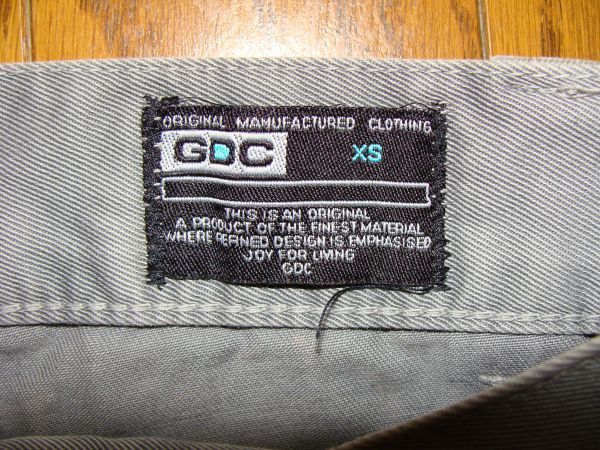 ORIGINAL MANUFACTURED CLOTHING
GDC XS
THIS IS AN ORIGINAL
A PRODUCT OF THE FINEST MATERIAL
WHERE REFINED DESIGN IS EMPHASISED
JOY FOR LIVING
GDC